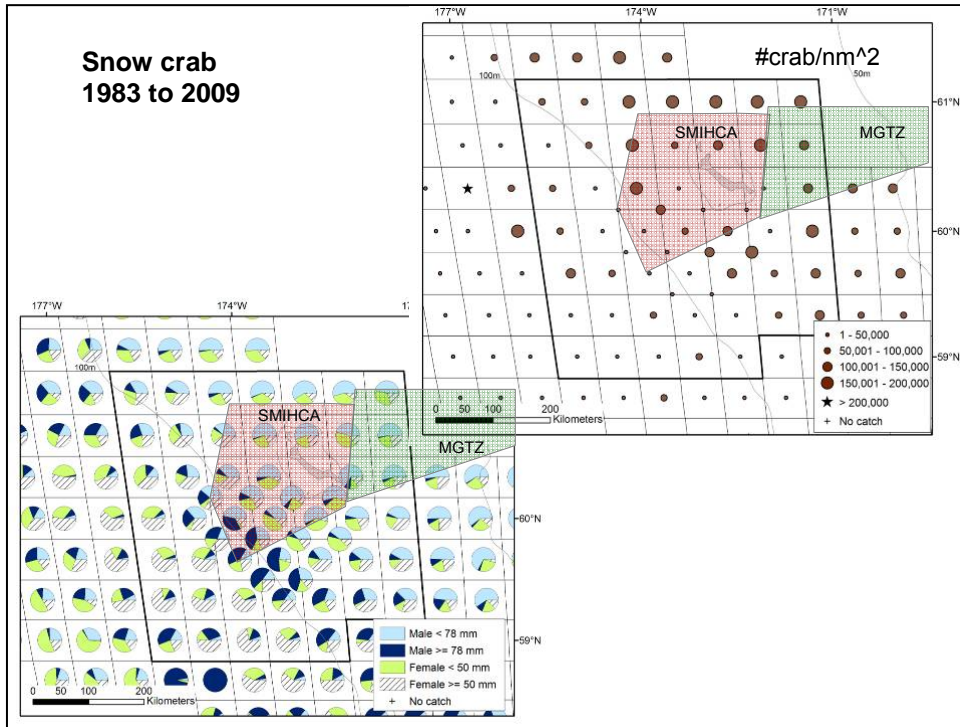 Snow crab
1983 to 2009
177°W 174°W 171°W
#crab/nm^2
100m
50m
61°N
SMIHCA
MGTZ
60°N
59°N
1 - 50,000
50,001 - 100,000
100,001 - 150,000
150,001 - 200,000
> 200,000
No catch
0 50 100 200
Kilometers
177°W 174°W 17
100m
SMIHCA
MGTZ
60°N
59°N
Male < 78 mm
Male >= 78 mm
Female < 50 mm
Female >= 50 mm
No catch
0 50 100 200
Kilometers